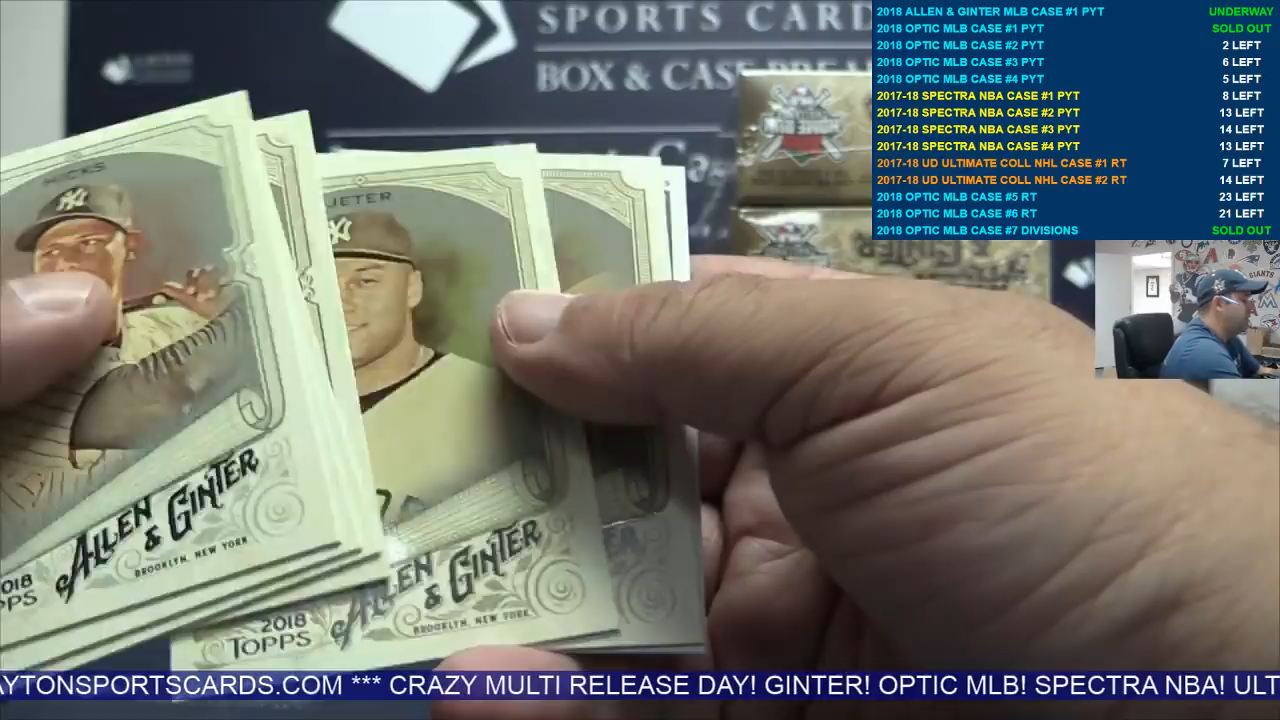 SPORTS CARD
BOX & CASE BREA
2018 ALLEN & GINTER MLB CASE #1 PYT UNDERWAY
2018 OPTIC MLB CASE #1 PYT SOLD OUT
2018 OPTIC MLB CASE #2 PYT 2 LEFT
2018 OPTIC MLB CASE #3 PYT 6 LEFT
2018 OPTIC MLB CASE #4 PYT 5 LEFT
2017-18 SPECTRA NBA CASE #1 PYT 8 LEFT
2017-18 SPECTRA NBA CASE #2 PYT 13 LEFT
2017-18 SPECTRA NBA CASE #3 PYT 14 LEFT
2017-18 SPECTRA NBA CASE #4 PYT 13 LEFT
2017-18 UD ULTIMATE COLL NHL CASE #1 RT 7 LEFT
2017-18 UD ULTIMATE COLL NHL CASE #2 RT 14 LEFT
2018 OPTIC MLB CASE #5 RT 23 LEFT
2018 OPTIC MLB CASE #6 RT 21 LEFT
2018 OPTIC MLB CASE #7 DIVISIONS SOLD OUT
GIANTS
HICKS
JETER
ALLEN & GINTER
BROOKLYN, NEW YORK
018
PPS
ALLEN & GINTER
BROOKLYN, NEW YORK
2018
TOPPS
AYTONSPORTSCARDS.COM *** CRAZY MULTI RELEASE DAY! GINTER! OPTIC MLB! SPECTRA NBA! ULT